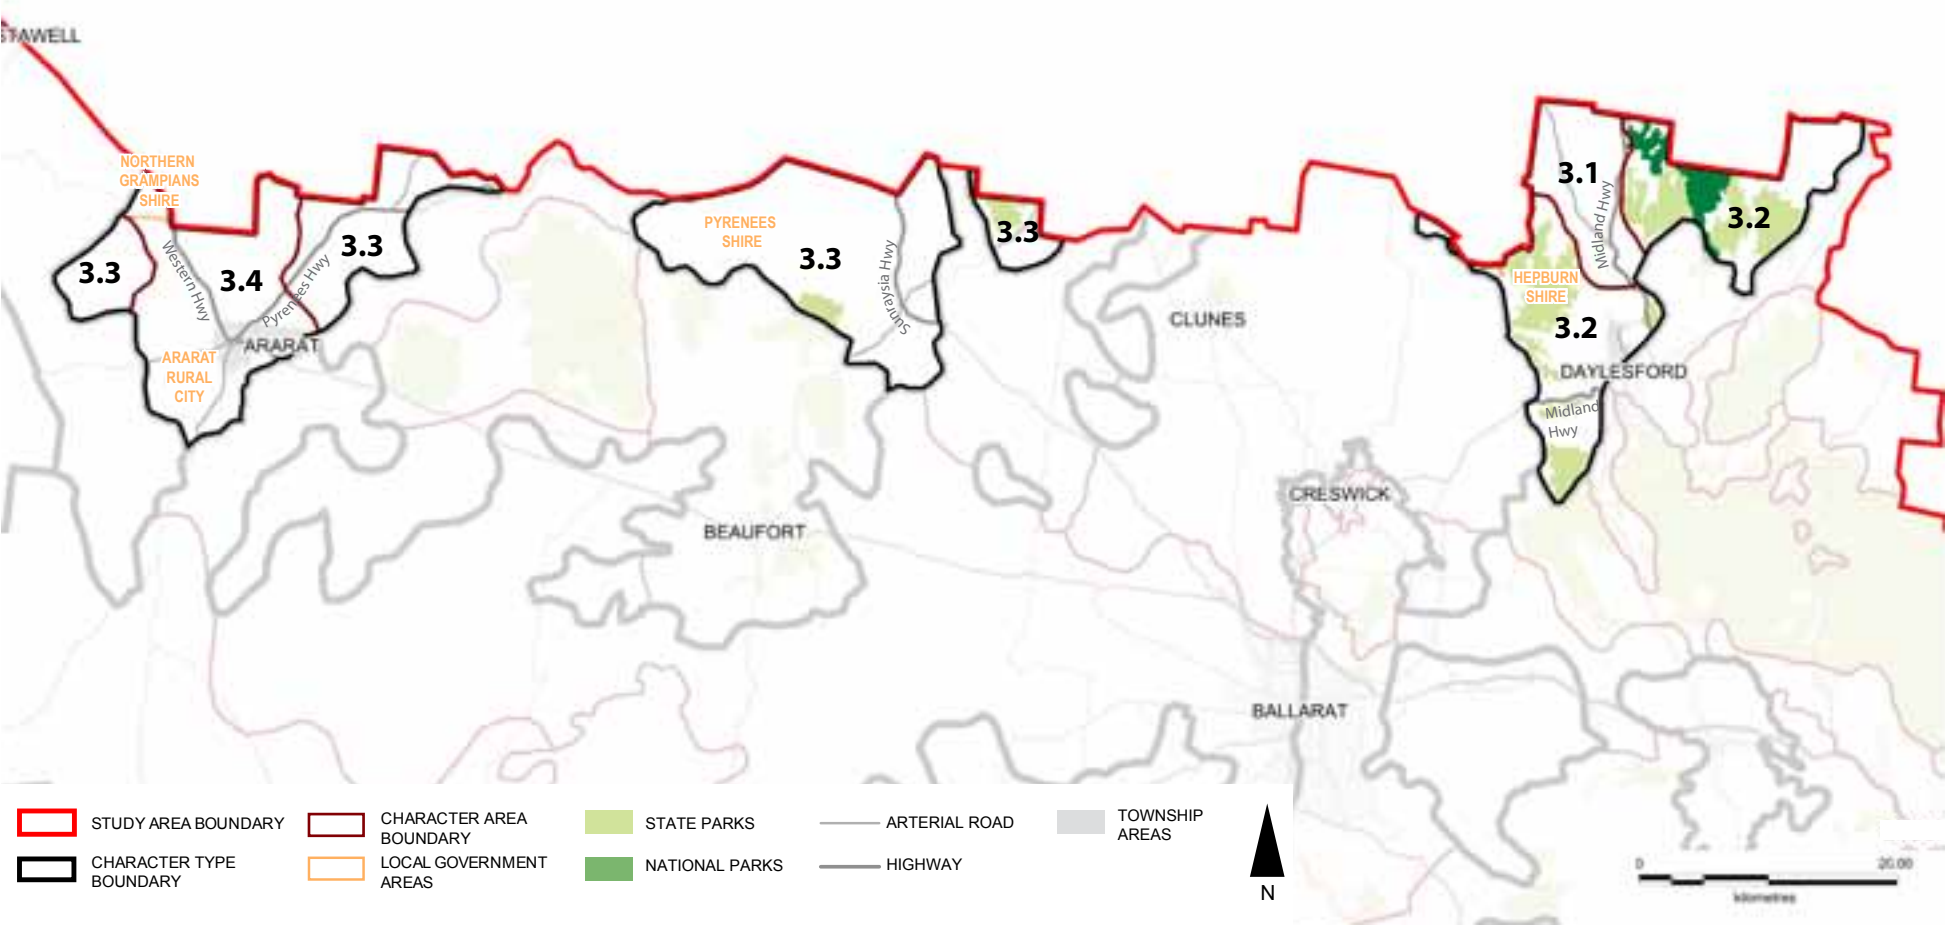 STAWELL
NORTHERN
GRAMPIANS
SHIRE
3.3
Western Hwy
3.4
Pyrenees Hwy
3.3
ARARAT
ARARAT
RURAL
CITY
PYRENEES
SHIRE
3.3
Sunraysia Hwy
3.3
BEAUFORT
CLUNES
CRESWICK
BALLARAT
3.1
Midland Hwy
3.2
HEPBURN
SHIRE
3.2
DAYLESFORD
Midland
Hwy
STUDY AREA BOUNDARY
CHARACTER TYPE
BOUNDARY
CHARACTER AREA
BOUNDARY
LOCAL GOVERNMENT
AREAS
STATE PARKS
NATIONAL PARKS
ARTERIAL ROAD
HIGHWAY
TOWNSHIP
AREAS
N
0 20.00
kilometres